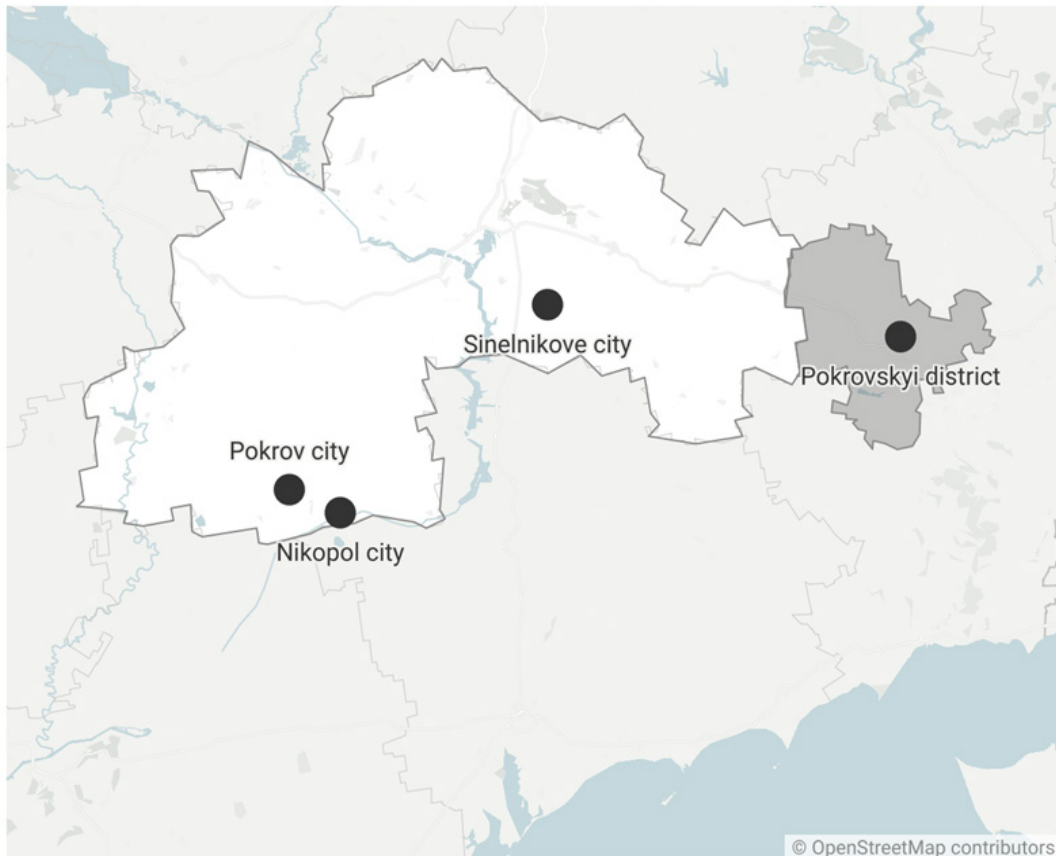 Sinelnikove city
Pokrovskyi district
Pokrov city
Nikopol city
© OpenStreetMap contributors